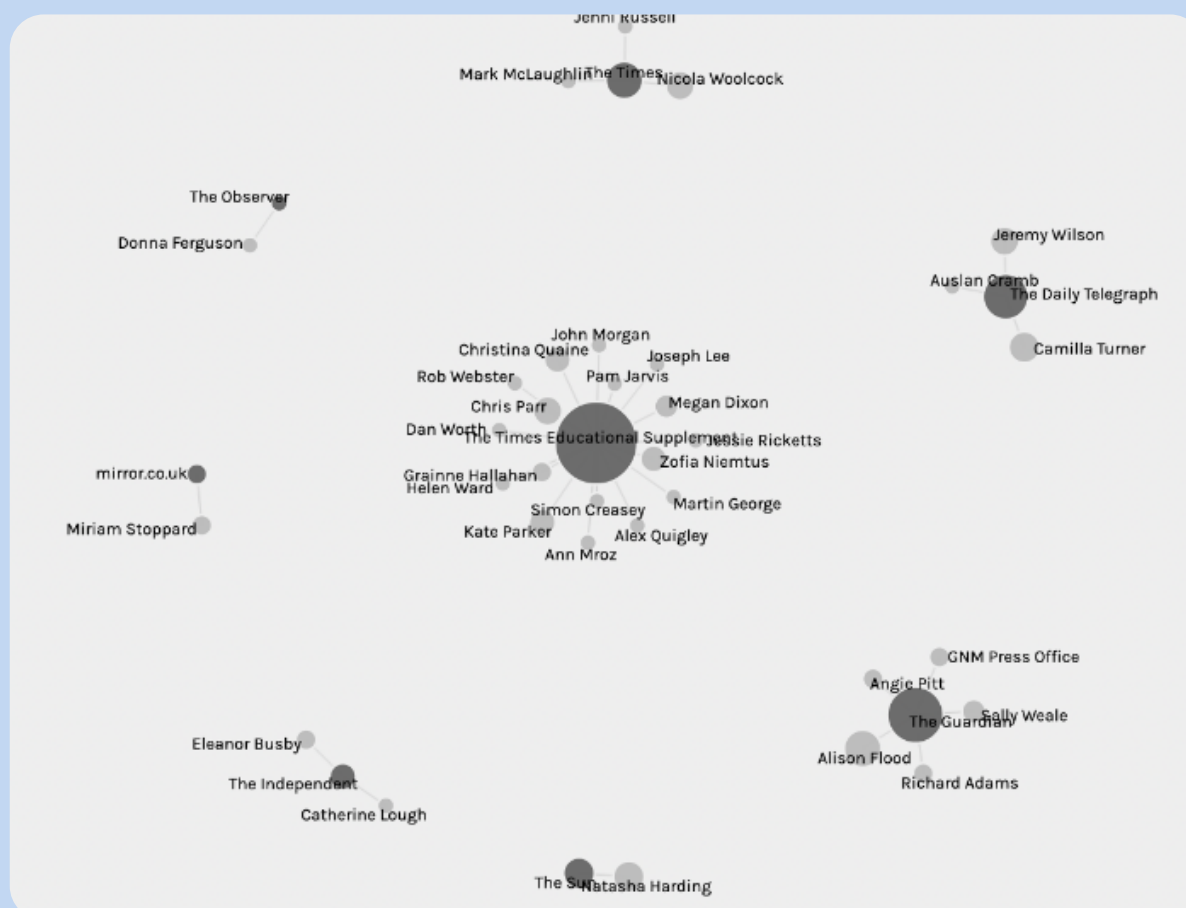 Jenni Russell
Mark McLaughlin
The Times
Nicola Woolcock
The Observer
Donna Ferguson
Jeremy Wilson
Auslan Cramb
The Daily Telegraph
Camilla Turner
John Morgan
Christina Quaine
Joseph Lee
Rob Webster
Pam Jarvis
Chris Parr
Megan Dixon
Dan Worth
The Times Educational Supplement
Jessie Ricketts
Zofia Niemtus
Grainne Hallahan
Helen Ward
Martin George
Simon Creasey
Kate Parker
Alex Quigley
Ann Mroz
mirror.co.uk
Miriam Stoppard
GNM Press Office
Angie Pitt
Sally Weale
The Guardian
Alison Flood
Richard Adams
Eleanor Busby
The Independent
Catherine Lough
The Sun
Natasha Harding